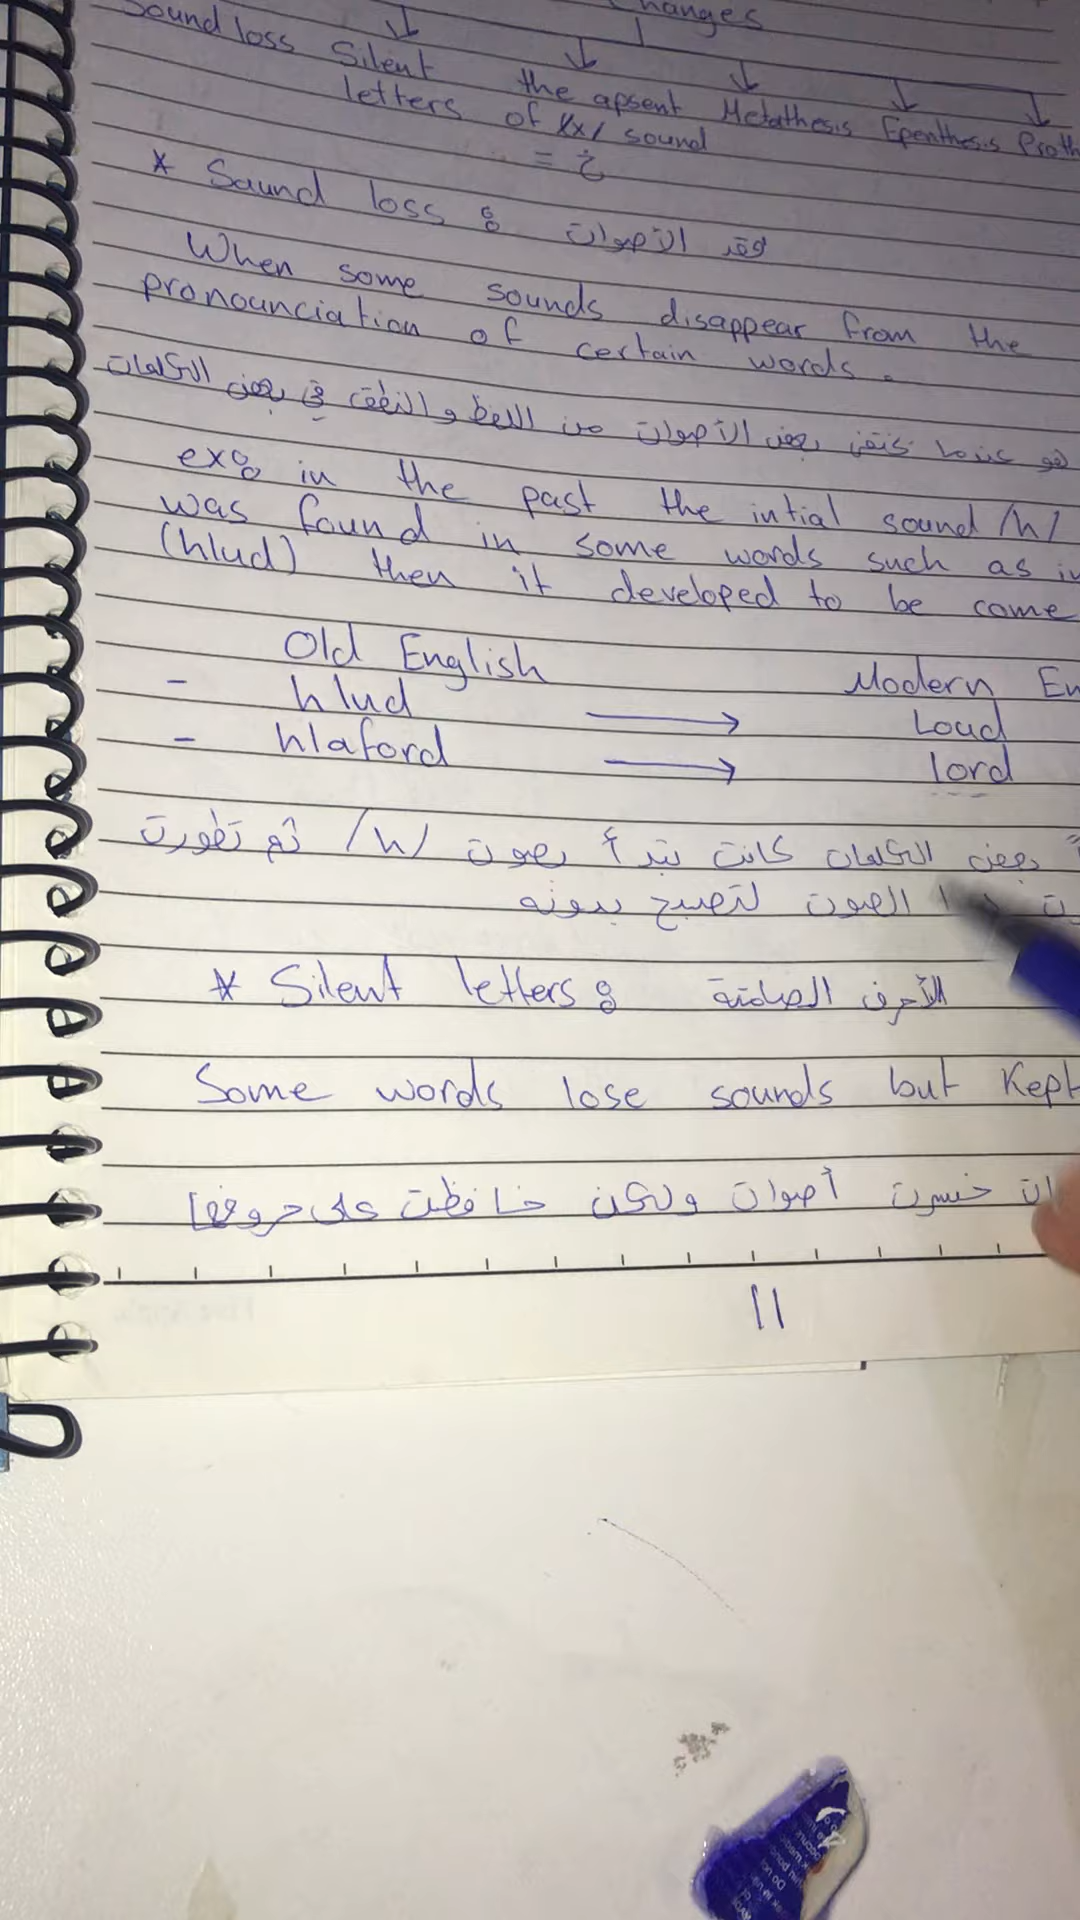 Changes
Sound loss Silent letters the apsent of /x/ sound = خ Metathesis Epenthesis Proth
* Saund loss : فقد الأصوات
When some sounds disappear from the
pronounciation of certain words.
هو عندما تختفي بعض الأصوات من اللفظ والنطق في بعض الكلمات
ex: in the past the intial sound /h/
was found in some words such as in
(hlud) then it developed to be come
Old English Modern En
- hlud → Loud
- hlaford → lord
بعض الكلمات كانت تبدأ بصوت /h/ ثم تطورت
الصوت لتصبح بدونه
* Silent letters : الأحرف الصامتة
Some words lose sounds but Kept
خسرت أصوات ولكن حافظت على حروفها
11